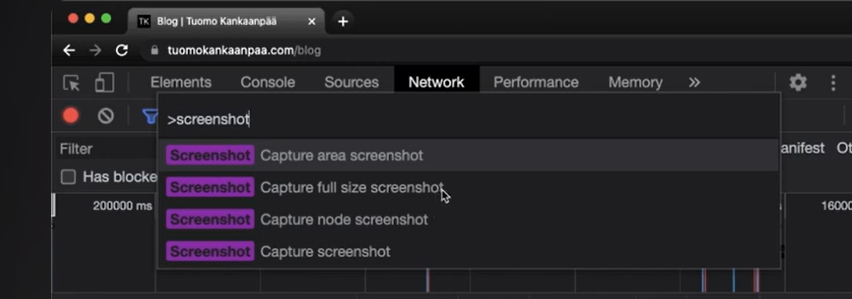 TK Blog | Tuomo Kankaanpää
tuomokankaanpaa.com/blog
Elements Console Sources Network Performance Memory »
>screenshot
Filter anifest Ot
Screenshot Capture area screenshot
Has blocke
Screenshot Capture full size screenshot
200000 ms 16000
Screenshot Capture node screenshot
Screenshot Capture screenshot